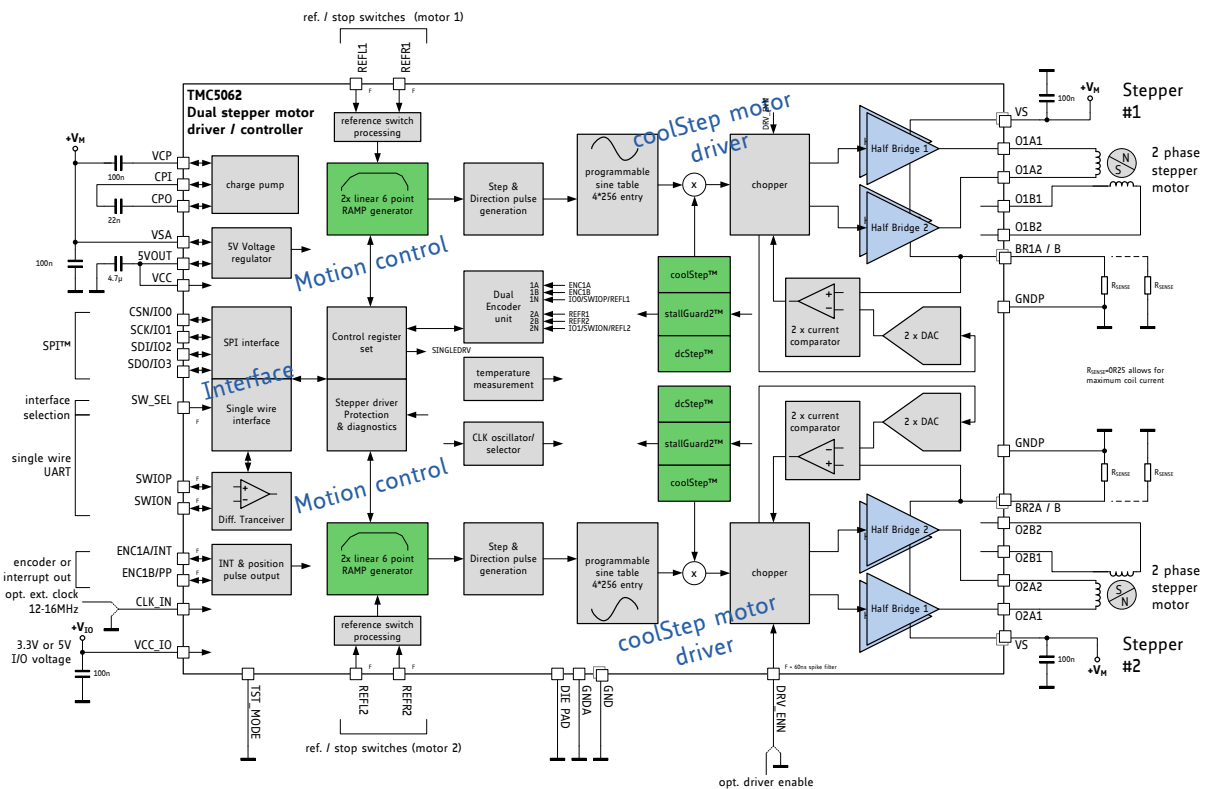 ref. / stop switches (motor 1)
REFL1
REFR1
F
F
TMC5062
Dual stepper motor
driver / controller
reference switch
processing
coolStep motor
driver
DRV_ENN
+VM
VCP
100n
CPI
CPO
22n
charge pump
2x linear 6 point
RAMP generator
Step &
Direction pulse
generation
programmable
sine table
4*256 entry
x
chopper
Half Bridge 1
Half Bridge 2
VS
100n
+VM
Stepper
#1
O1A1
O1A2
O1B1
O1B2
BR1A / B
N
S
2 phase
stepper
motor
VSA
5VOUT
VCC
100n
4.7µ
5V Voltage
regulator
Motion control
coolStep™
stallGuard2™
dcStep™
+
−
2 x current
comparator
2 x DAC
RSENSE
RSENSE
GNDP
RSENSE=0R25 allows for
maximum coil current
Dual
Encoder
unit
1A
1B
1N
2A
2B
2N
ENC1A
ENC1B
IO0/SWIOP/REFL1
REFR1
REFR2
IO1/SWION/REFL2
SPI™
CSN/IO0
SCK/IO1
SDI/IO2
SDO/IO3
SPI interface
Interface
Control register
set
SINGLEDRV
temperature
measurement
interface
selection
SW_SEL
F
Single wire
interface
Stepper driver
Protection
& diagnostics
CLK oscillator/
selector
single wire
UART
SWIOP
SWION
F
F
+
−
Diff. Tranceiver
Motion control
dcStep™
stallGuard2™
coolStep™
2 x current
comparator
+
−
2 x DAC
GNDP
RSENSE
RSENSE
BR2A / B
O2B2
O2B1
O2A2
O2A1
VS
S
N
2 phase
stepper
motor
100n
+VM
Stepper
#2
encoder or
interrupt out
ENC1A/INT
ENC1B/PP
F
F
INT & position
pulse output
2x linear 6 point
RAMP generator
Step &
Direction pulse
generation
programmable
sine table
4*256 entry
x
chopper
Half Bridge 2
Half Bridge 1
opt. ext. clock
12-16MHz
CLK_IN
+VIO
3.3V or 5V
I/O voltage
VCC_IO
100n
reference switch
processing
coolStep motor
driver
F
F
F = 60ns spike filter
TST_MODE
REFL2
REFR2
DIE PAD
GNDA
GND
DRV_ENN
ref. / stop switches (motor 2)
opt. driver enable